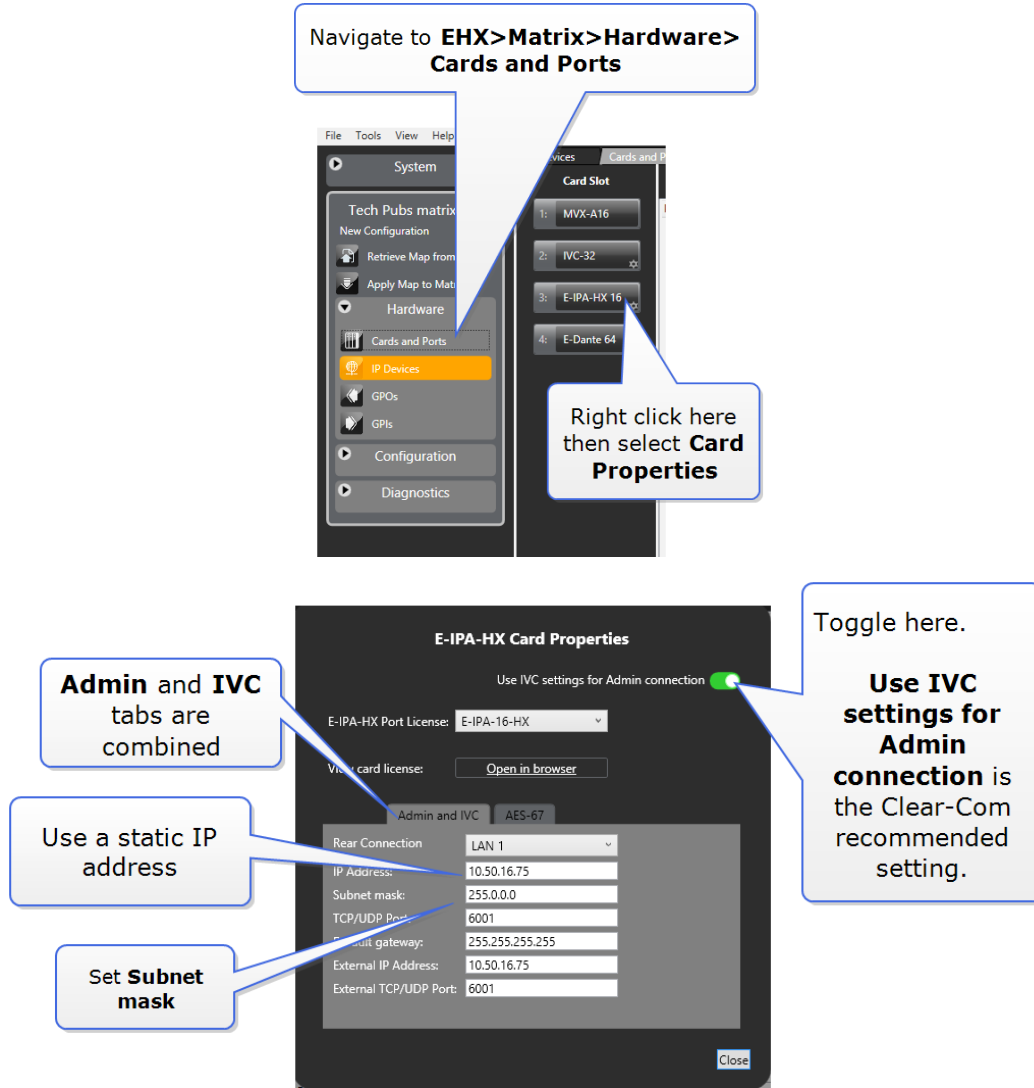 Navigate to EHX>Matrix>Hardware>
Cards and Ports
File Tools View Help
System
Tech Pubs matrix
New Configuration
Retrieve Map from
Apply Map to
Hardware
Cards and Ports
IP Devices
GPOs
GPIs
Configuration
Diagnostics
Cards and
Card Slot
1: MVX-A16
2: IVC-32
3: E-IPA-HX 16
4: E-Dante 64
Right click here
then select Card
Properties
E-IPA-HX Card Properties
Use IVC settings for Admin connection
E-IPA-HX Port License: E-IPA-16-HX
View card license: Open in browser
Admin and IVC AES-67
Rear Connection LAN 1
IP Address: 10.50.16.75
Subnet mask: 255.0.0.0
TCP/UDP Port: 6001
gateway: 255.255.255.255
External IP Address: 10.50.16.75
External TCP/UDP Port: 6001
Close
Admin and IVC
tabs are
combined
Use a static IP
address
Set Subnet
mask
Toggle here.
Use IVC
settings for
Admin
connection is
the Clear-Com
recommended
setting.